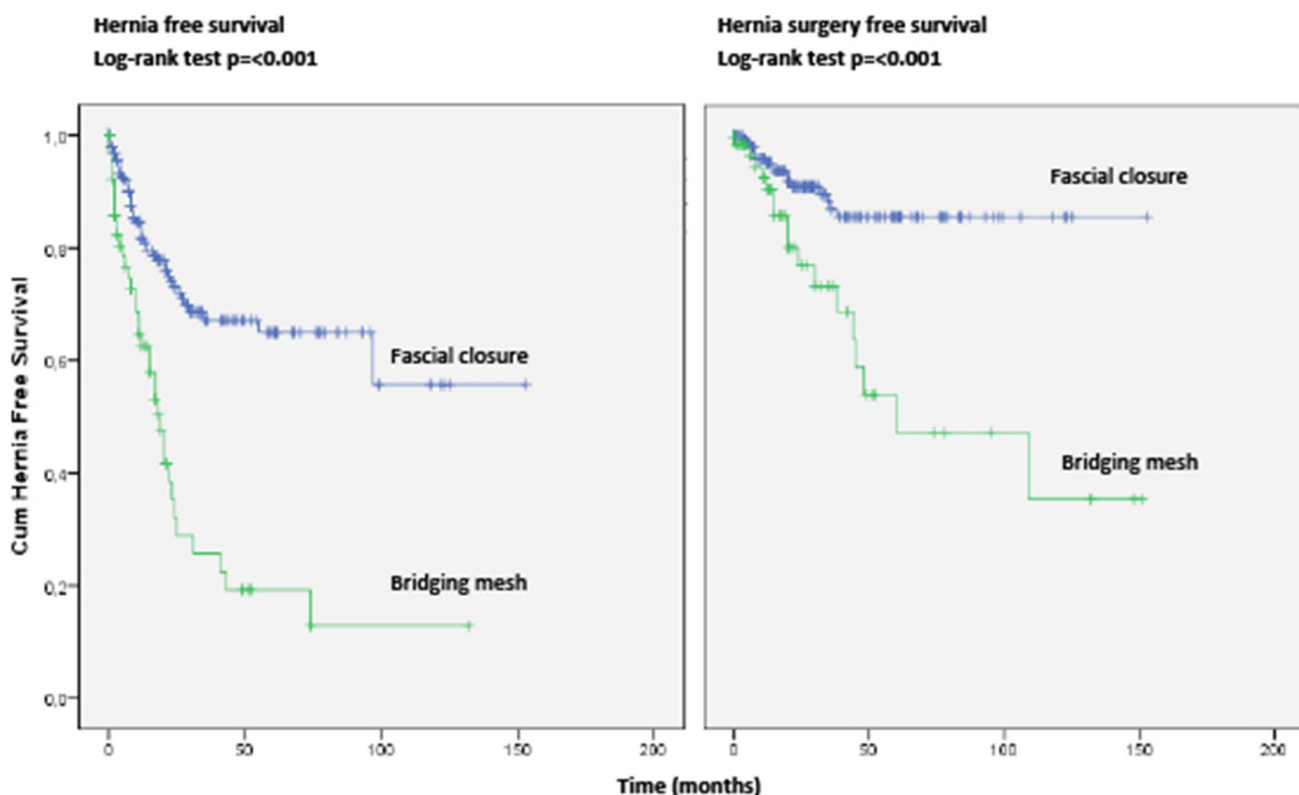 Hernia free survival
Log-rank test p=<0.001
Hernia surgery free survival
Log-rank test p=<0.001
Cum Hernia Free Survival
1,0
0,8
0,6
0,4
0,2
0,0
Fascial closure
Bridging mesh
Fascial closure
Bridging mesh
0 50 100 150 200
0 50 100 150 200
Time (months)